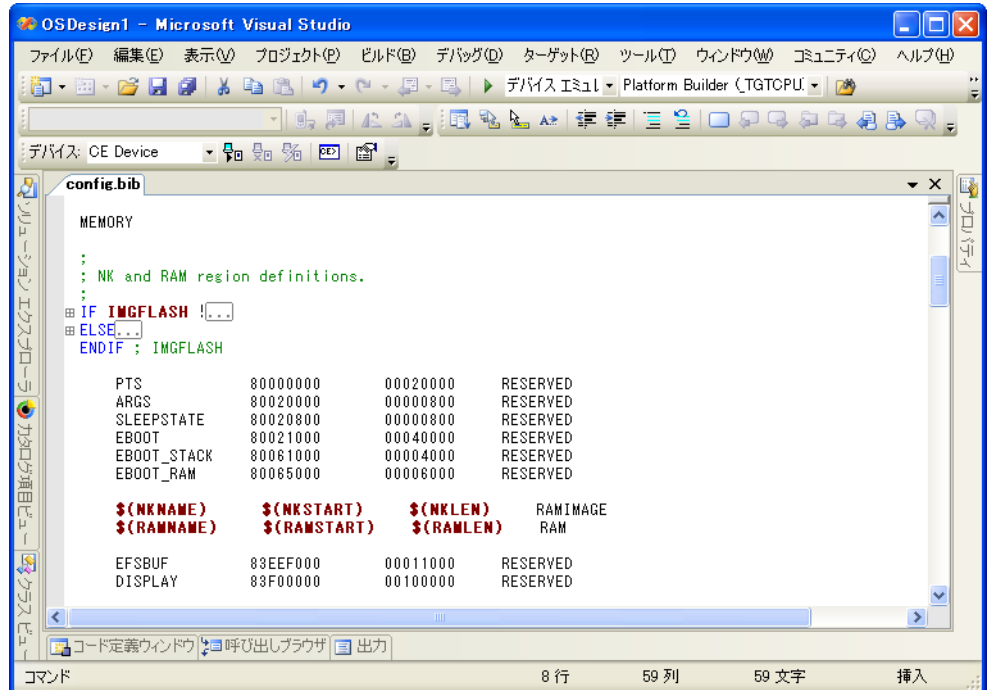 OSDesign1 - Microsoft Visual Studio
ファイル(F) 編集(E) 表示(V) プロジェクト(P) ビルド(B) デバッグ(D) ターゲット(R) ツール(T) ウィンドウ(W) コミュニティ(C) ヘルプ(H)
デバイス エミュL Platform Builder (_TGTCPU.
デバイス: CE Device
config.bib
MEMORY
;
; NK and RAM region definitions.
;
IF IMGFLASH !...
ELSE...
ENDIF ; IMGFLASH
PTS 80000000 00020000 RESERVED
ARGS 80020000 00000800 RESERVED
SLEEPSTATE 80020800 00000800 RESERVED
EBOOT 80021000 00040000 RESERVED
EBOOT_STACK 80061000 00004000 RESERVED
EBOOT_RAM 80065000 00006000 RESERVED
$(NKNAME) $(NKSTART) $(NKLEN) RAMIMAGE
$(RAMNAME) $(RAMSTART) $(RAMLEN) RAM
EFSBUF 83EEF000 00011000 RESERVED
DISPLAY 83F00000 00100000 RESERVED
ソリューション エクスプローラ
カタログ項目ビュー
クラス ビュー
プロパティ
コード定義ウィンドウ 呼び出しブラウザ 出力
コマンド 8 行 59 列 59 文字 挿入